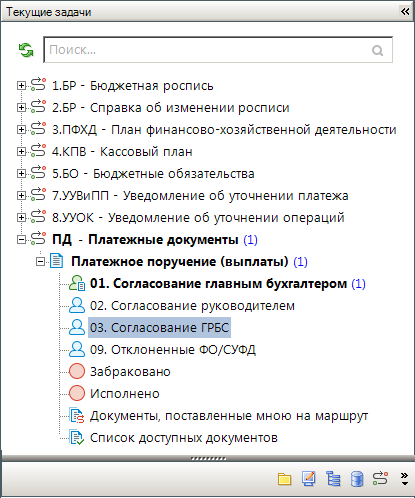 Текущие задачи
Поиск...
1.БР - Бюджетная роспись
2.БР - Справка об изменении росписи
3.ПФХД - План финансово-хозяйственной деятельности
4.КПВ - Кассовый план
5.БО - Бюджетные обязательства
7.УУВиПП - Уведомление об уточнении платежа
8.УУОК - Уведомление об уточнении операций
ПД - Платежные документы (1)
Платежное поручение (выплаты) (1)
01. Согласование главным бухгалтером (1)
02. Согласование руководителем
03. Согласование ГРБС
09. Отклоненные ФО/СУФД
Забраковано
Исполнено
Документы, поставленные мною на маршрут
Список доступных документов